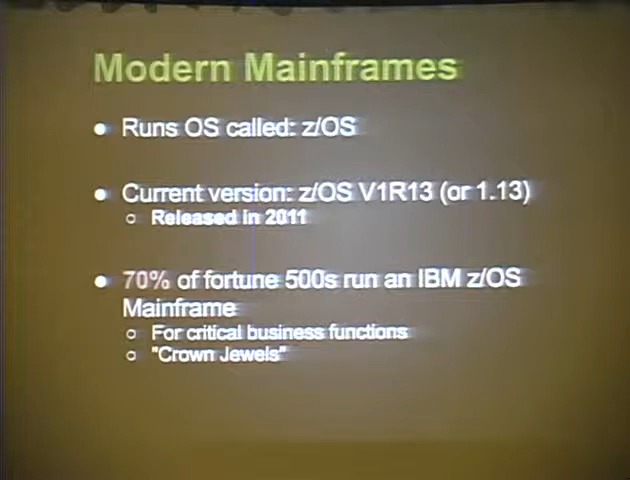 Modern Mainframes
● Runs OS called: z/OS
● Current version: z/OS V1R13 (or 1.13)
○ Released in 2011
● 70% of fortune 500s run an IBM z/OS
Mainframe
○ For critical business functions
○ "Crown Jewels"